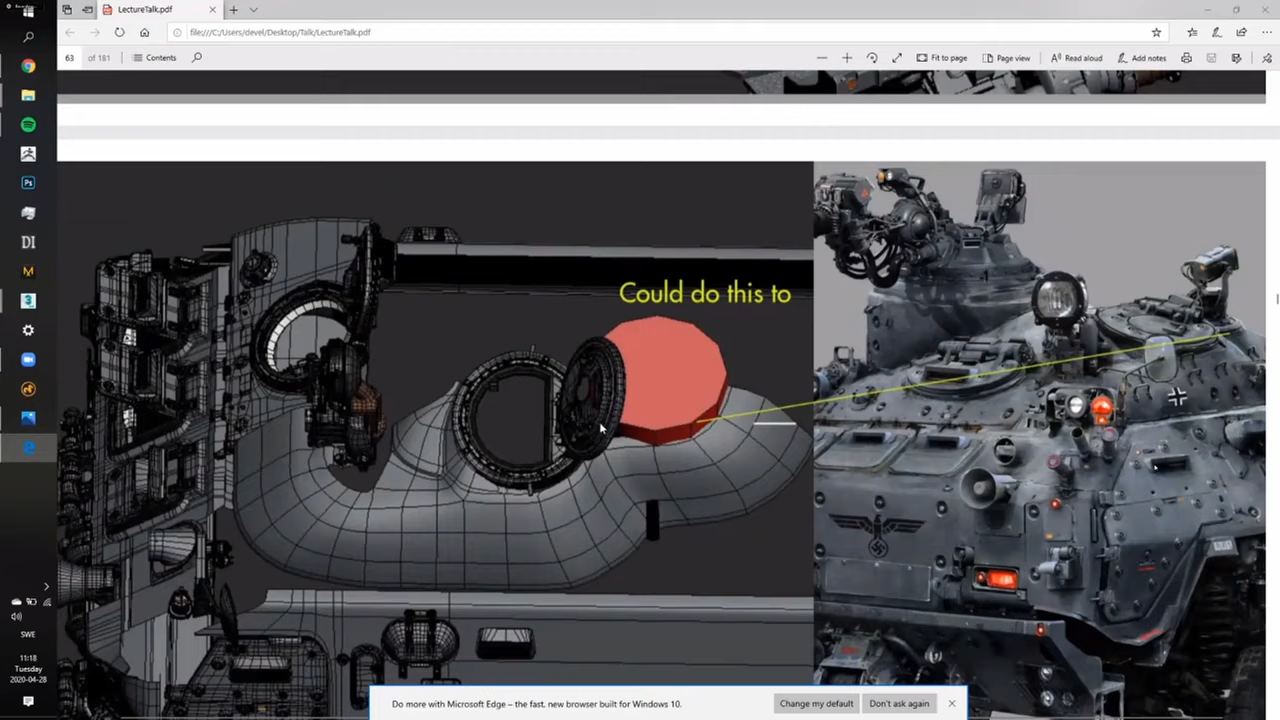 LectureTalk.pdf
file:///C:/Users/devel/Desktop/Talk/LectureTalk.pdf
63 of 181
Contents
Fit to page
Page view
Read aloud
Add notes
Ps
DI
M
3
Could do this to
SWE
11:18
Tuesday
2020-04-28
Do more with Microsoft Edge – the fast, new browser built for Windows 10.
Change my default
Don't ask again